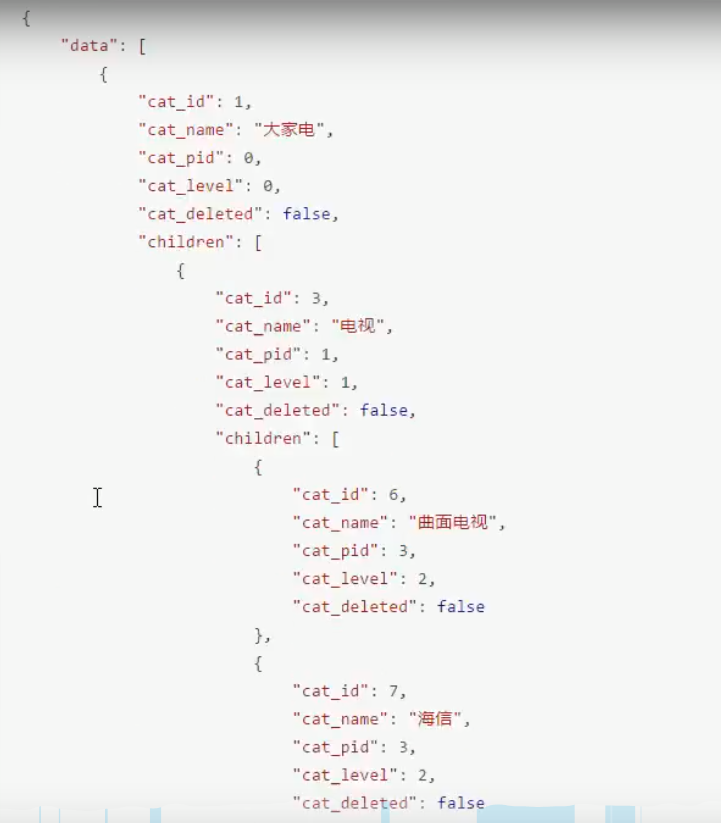 {
"data": [
{
"cat_id": 1,
"cat_name": "大家电",
"cat_pid": 0,
"cat_level": 0,
"cat_deleted": false,
"children": [
{
"cat_id": 3,
"cat_name": "电视",
"cat_pid": 1,
"cat_level": 1,
"cat_deleted": false,
"children": [
{
"cat_id": 6,
"cat_name": "曲面电视",
"cat_pid": 3,
"cat_level": 2,
"cat_deleted": false
},
{
"cat_id": 7,
"cat_name": "海信",
"cat_pid": 3,
"cat_level": 2,
"cat_deleted": false